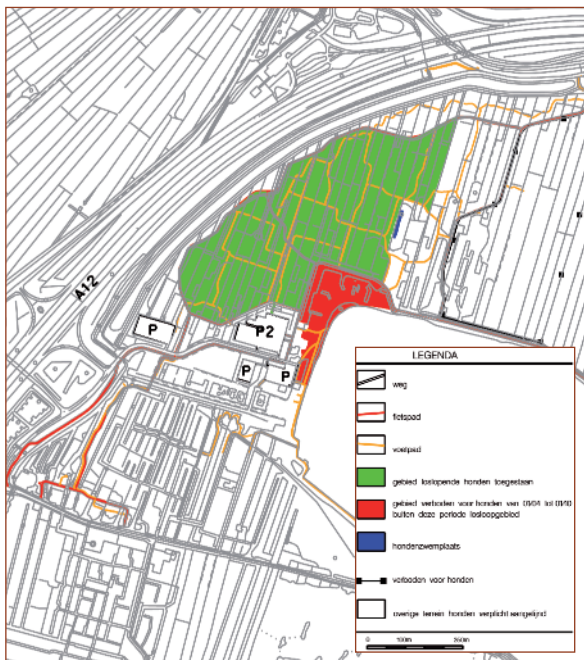 A12
P
P2
P
P
LEGENDA
weg
fietspad
voetpad
gebied loslopende honden toegestaan
gebied verboden voor honden van 01/04 tot 01/10
buiten deze periode losloopgebied
hondenzwemplaats
verboden voor honden
overige terrein honden verplicht aangelijnd
0 100m 250m